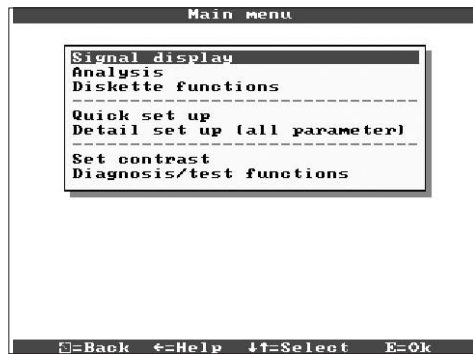 Main menu
Signal display
Analysis
Diskette functions
Quick set up
Detail set up (all parameter)
Set contrast
Diagnosis/test functions
=Back ←=Help ↓↑=Select E=Ok